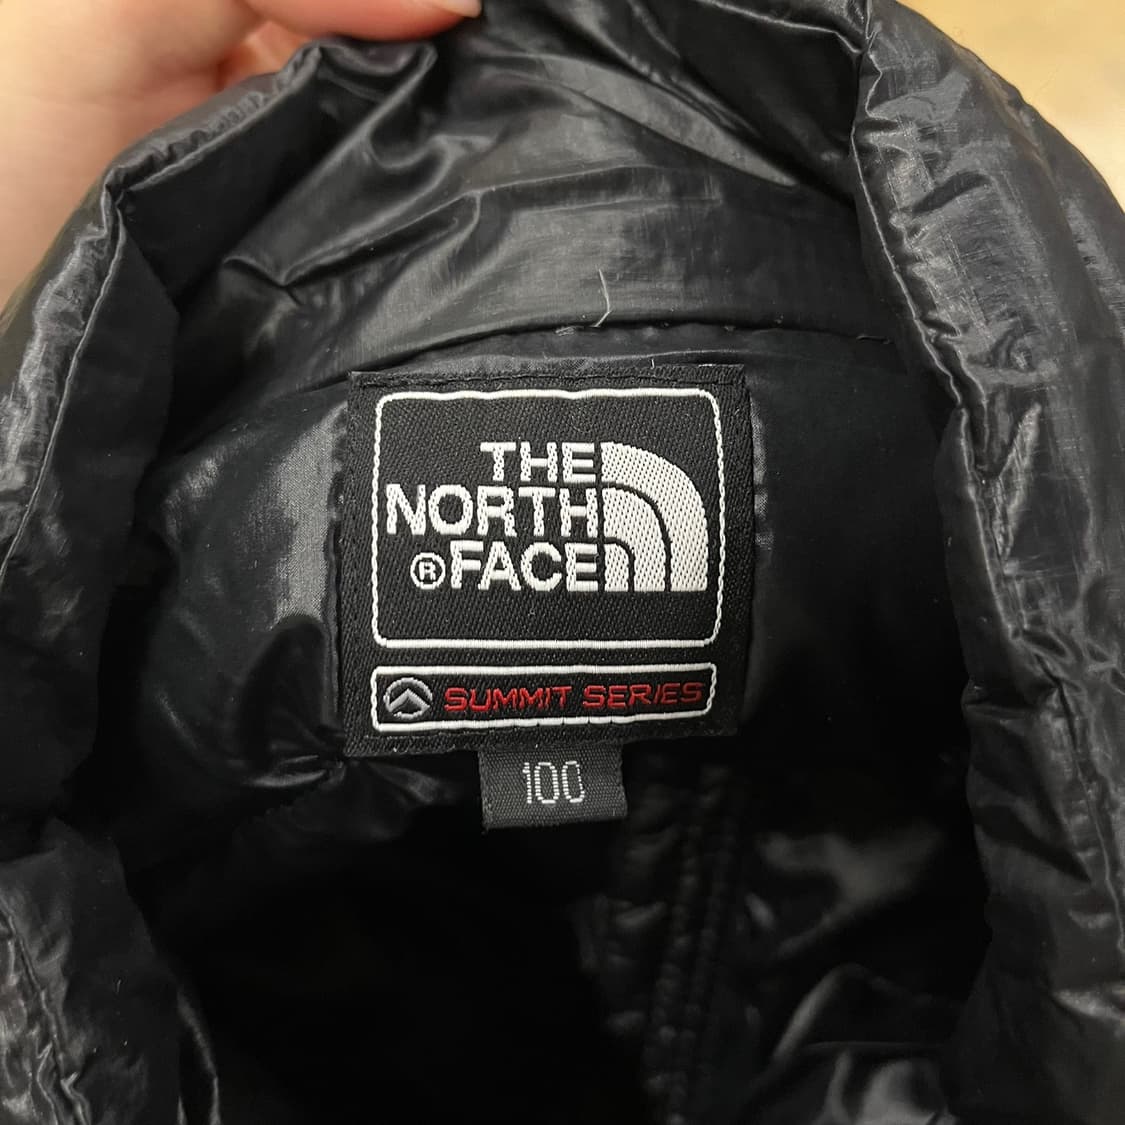 THE
NORTH
®FACE
SUMMIT SERIES
100